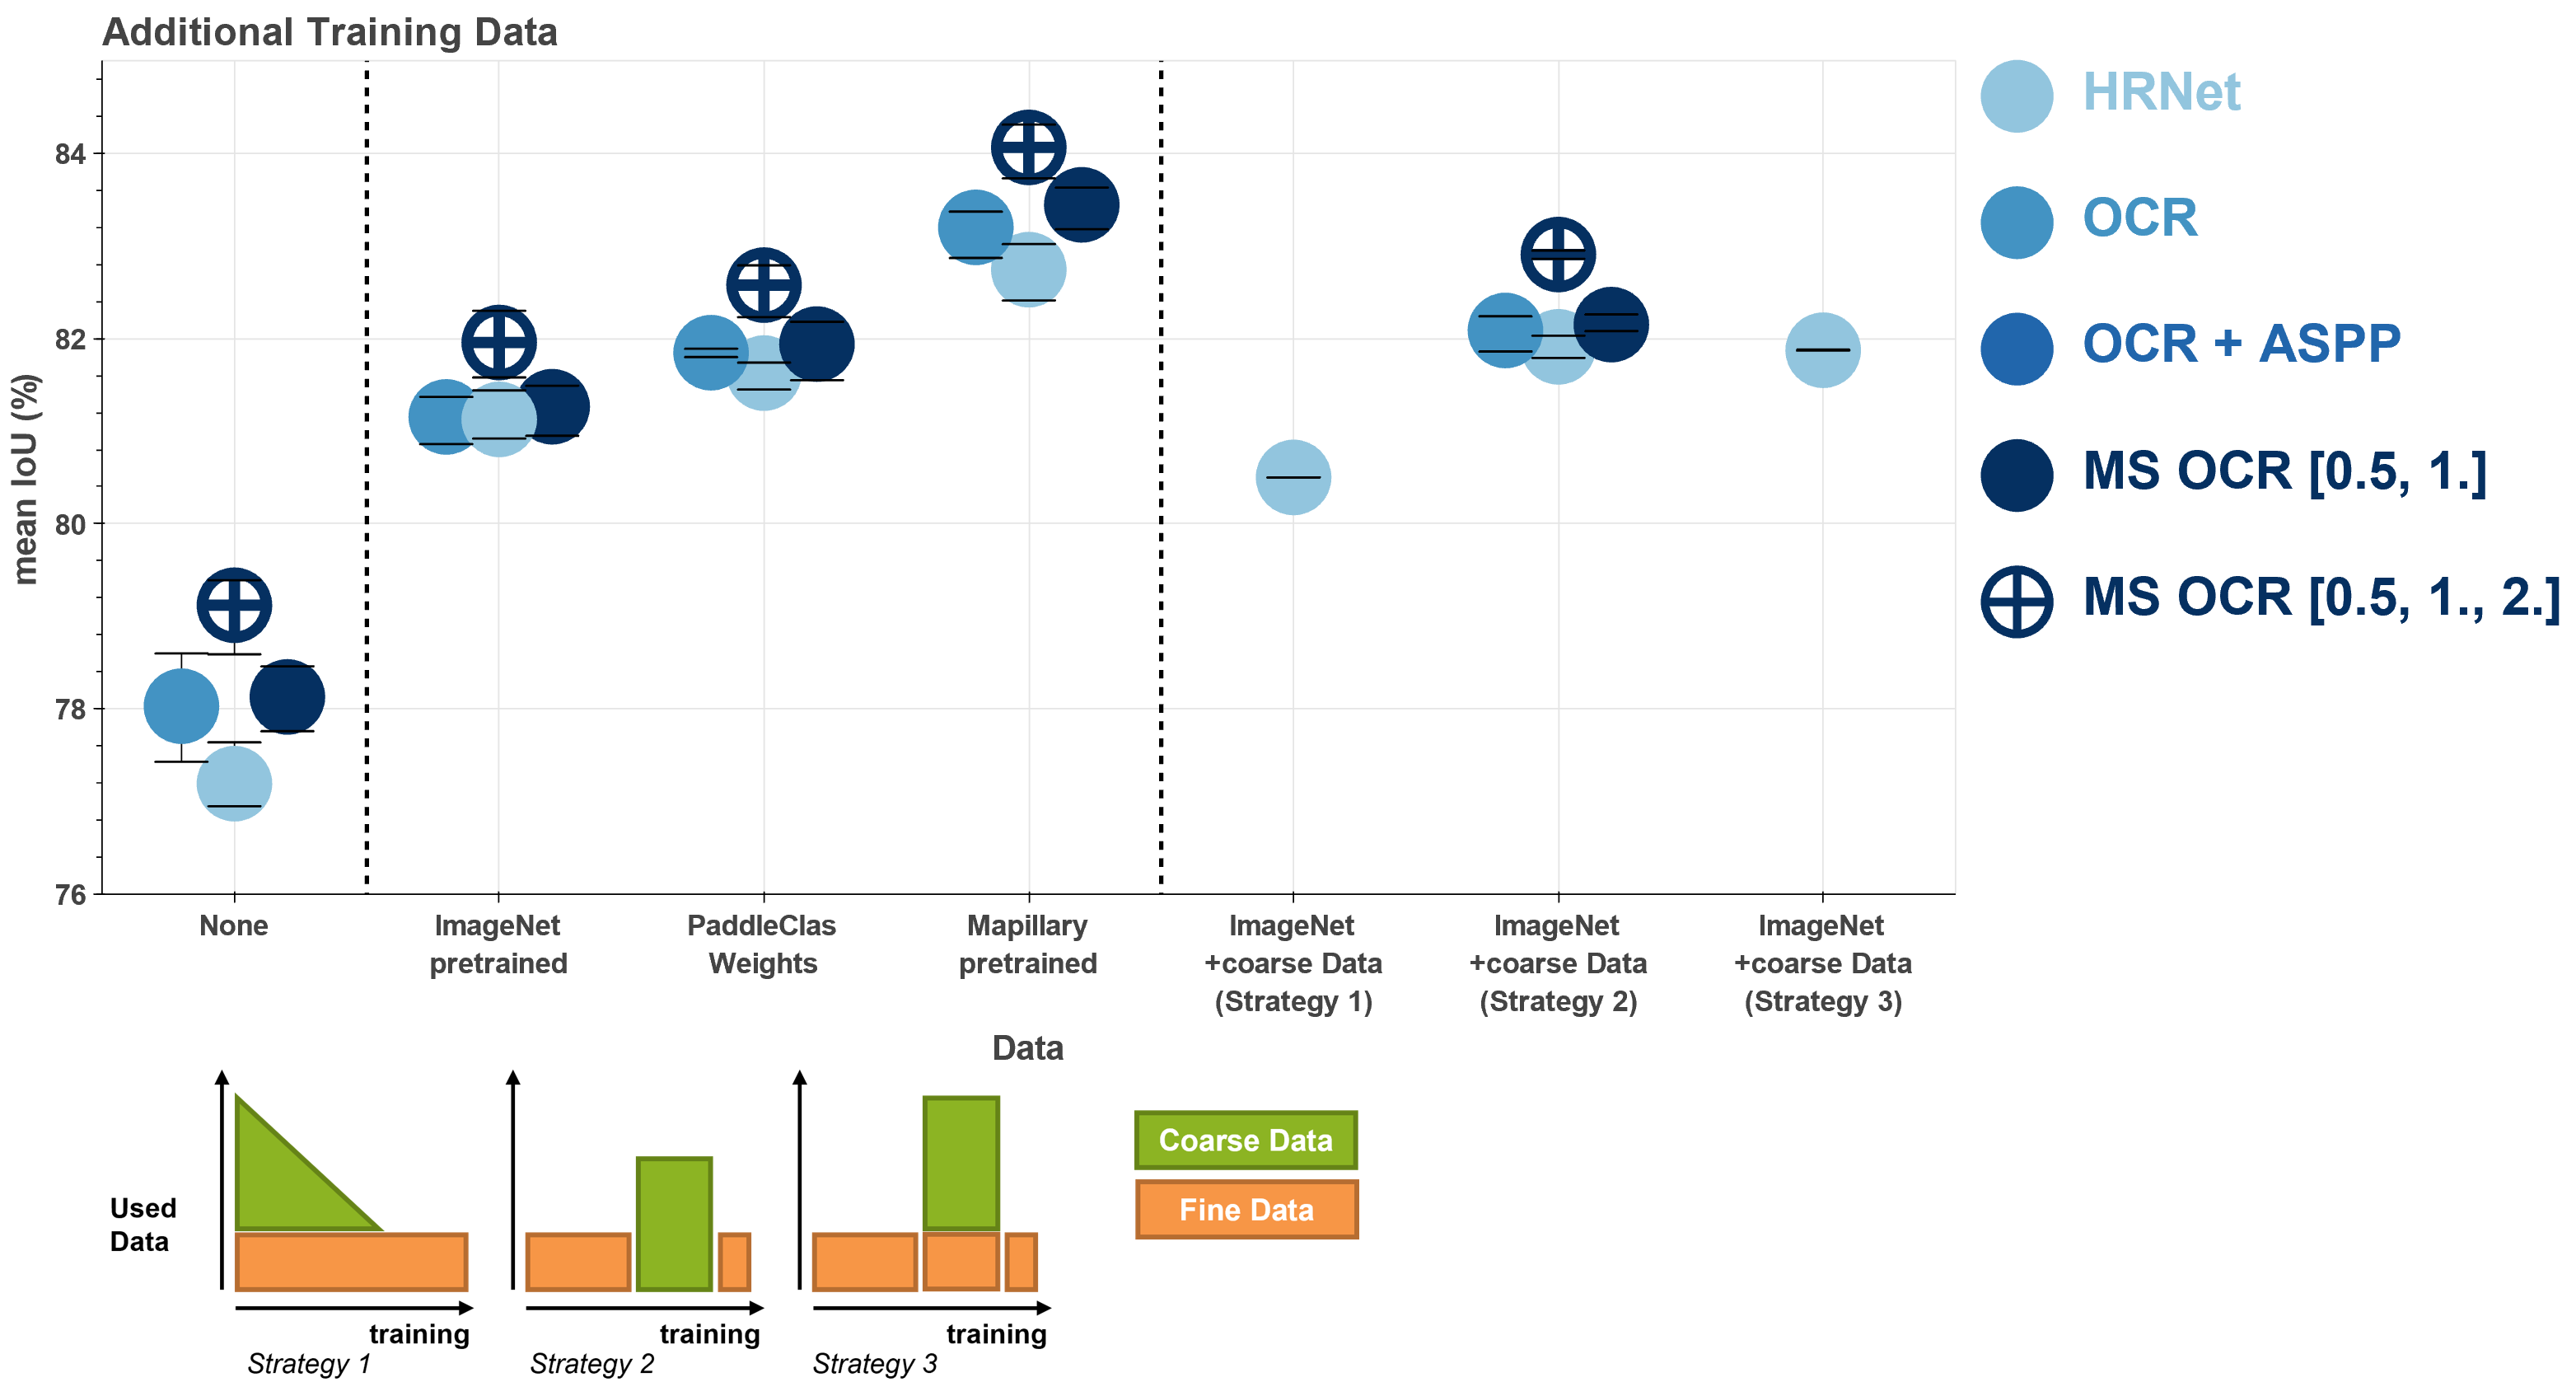 Additional Training Data
mean IoU (%)
84
82
80
78
76
None
ImageNet
pretrained
PaddleClas
Weights
Mapillary
pretrained
ImageNet
+coarse Data
(Strategy 1)
ImageNet
+coarse Data
(Strategy 2)
ImageNet
+coarse Data
(Strategy 3)
Data
HRNet
OCR
OCR + ASPP
MS OCR [0.5, 1.]
MS OCR [0.5, 1., 2.]
Used
Data
training
Strategy 1
training
Strategy 2
training
Strategy 3
Coarse Data
Fine Data